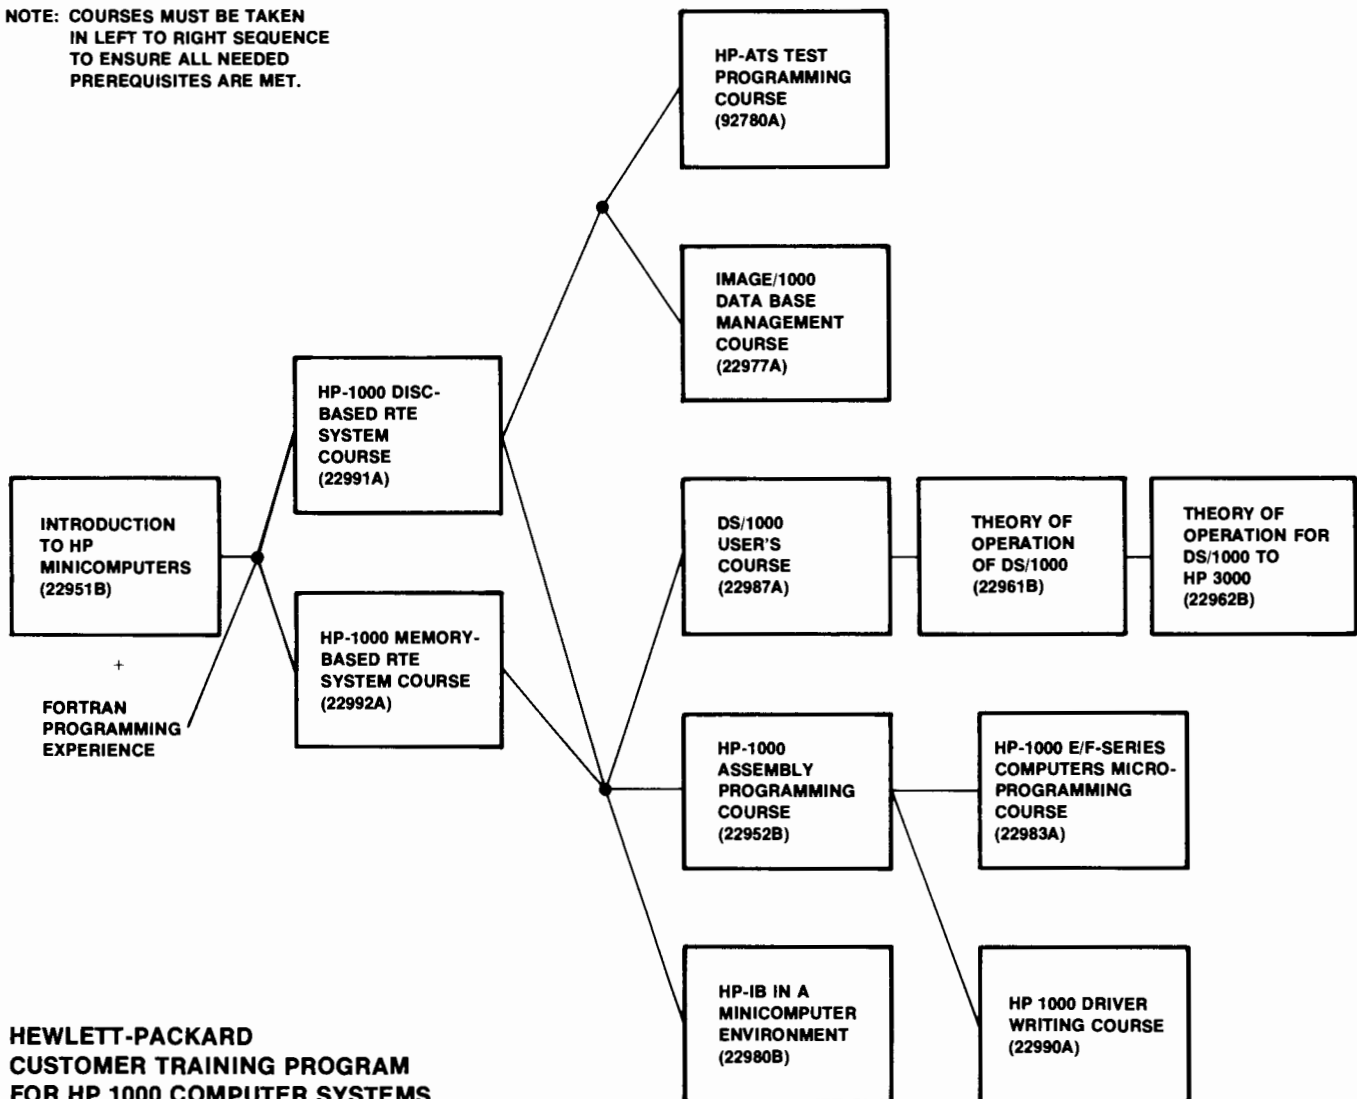 NOTE: COURSES MUST BE TAKEN
IN LEFT TO RIGHT SEQUENCE
TO ENSURE ALL NEEDED
PREREQUISITES ARE MET.
HP-ATS TEST
PROGRAMMING
COURSE
(92780A)
IMAGE/1000
DATA BASE
MANAGEMENT
COURSE
(22977A)
HP-1000 DISC-
BASED RTE
SYSTEM
COURSE
(22991A)
INTRODUCTION
TO HP
MINICOMPUTERS
(22951B)
+
FORTRAN
PROGRAMMING
EXPERIENCE
HP-1000 MEMORY-
BASED RTE
SYSTEM COURSE
(22992A)
DS/1000
USER'S
COURSE
(22987A)
THEORY OF
OPERATION
OF DS/1000
(22961B)
THEORY OF
OPERATION FOR
DS/1000 TO
HP 3000
(22962B)
HP-1000
ASSEMBLY
PROGRAMMING
COURSE
(22952B)
HP-1000 E/F-SERIES
COMPUTERS MICRO-
PROGRAMMING
COURSE
(22983A)
HP-IB IN A
MINICOMPUTER
ENVIRONMENT
(22980B)
HP 1000 DRIVER
WRITING COURSE
(22990A)
HEWLETT-PACKARD
CUSTOMER TRAINING PROGRAM
FOR HP 1000 COMPUTER SYSTEMS